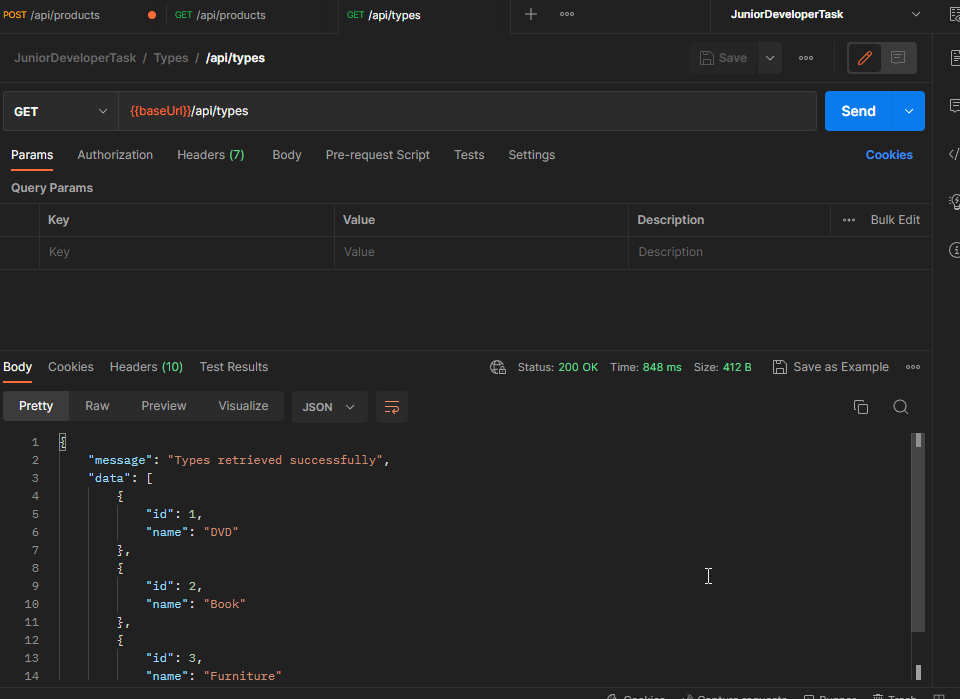 POST /api/products GET /api/products GET /api/types JuniorDeveloperTask
JuniorDeveloperTask / Types / /api/types Save
GET {{baseUrl}}/api/types Send
Params Authorization Headers (7) Body Pre-request Script Tests Settings Cookies
Query Params
Key Value Description Bulk Edit
Key Value Description
Body Cookies Headers (10) Test Results Status: 200 OK Time: 848 ms Size: 412 B Save as Example
Pretty Raw Preview Visualize JSON
1 {
2 "message": "Types retrieved successfully",
3 "data": [
4 {
5 "id": 1,
6 "name": "DVD"
7 },
8 {
9 "id": 2,
10 "name": "Book"
11 },
12 {
13 "id": 3,
14 "name": "Furniture"
Cookies Capture requests Runner Trash